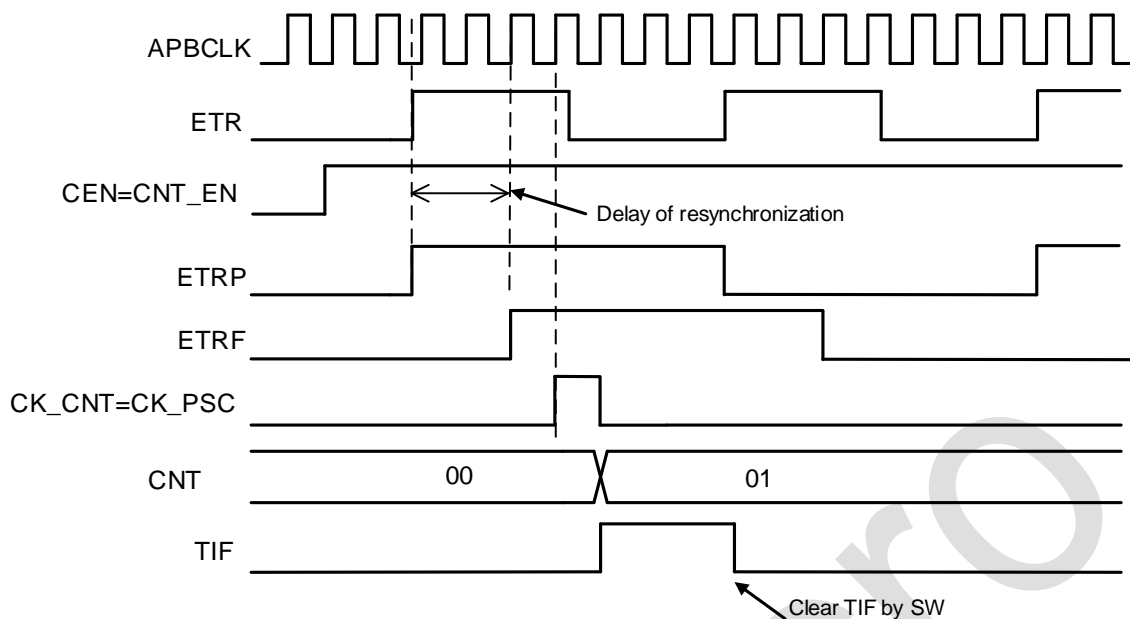 APBCLK
ETR
CEN=CNT_EN
Delay of resynchronization
ETRP
ETRF
CK_CNT=CK_PSC
CNT
00
01
TIF
Clear TIF by SW